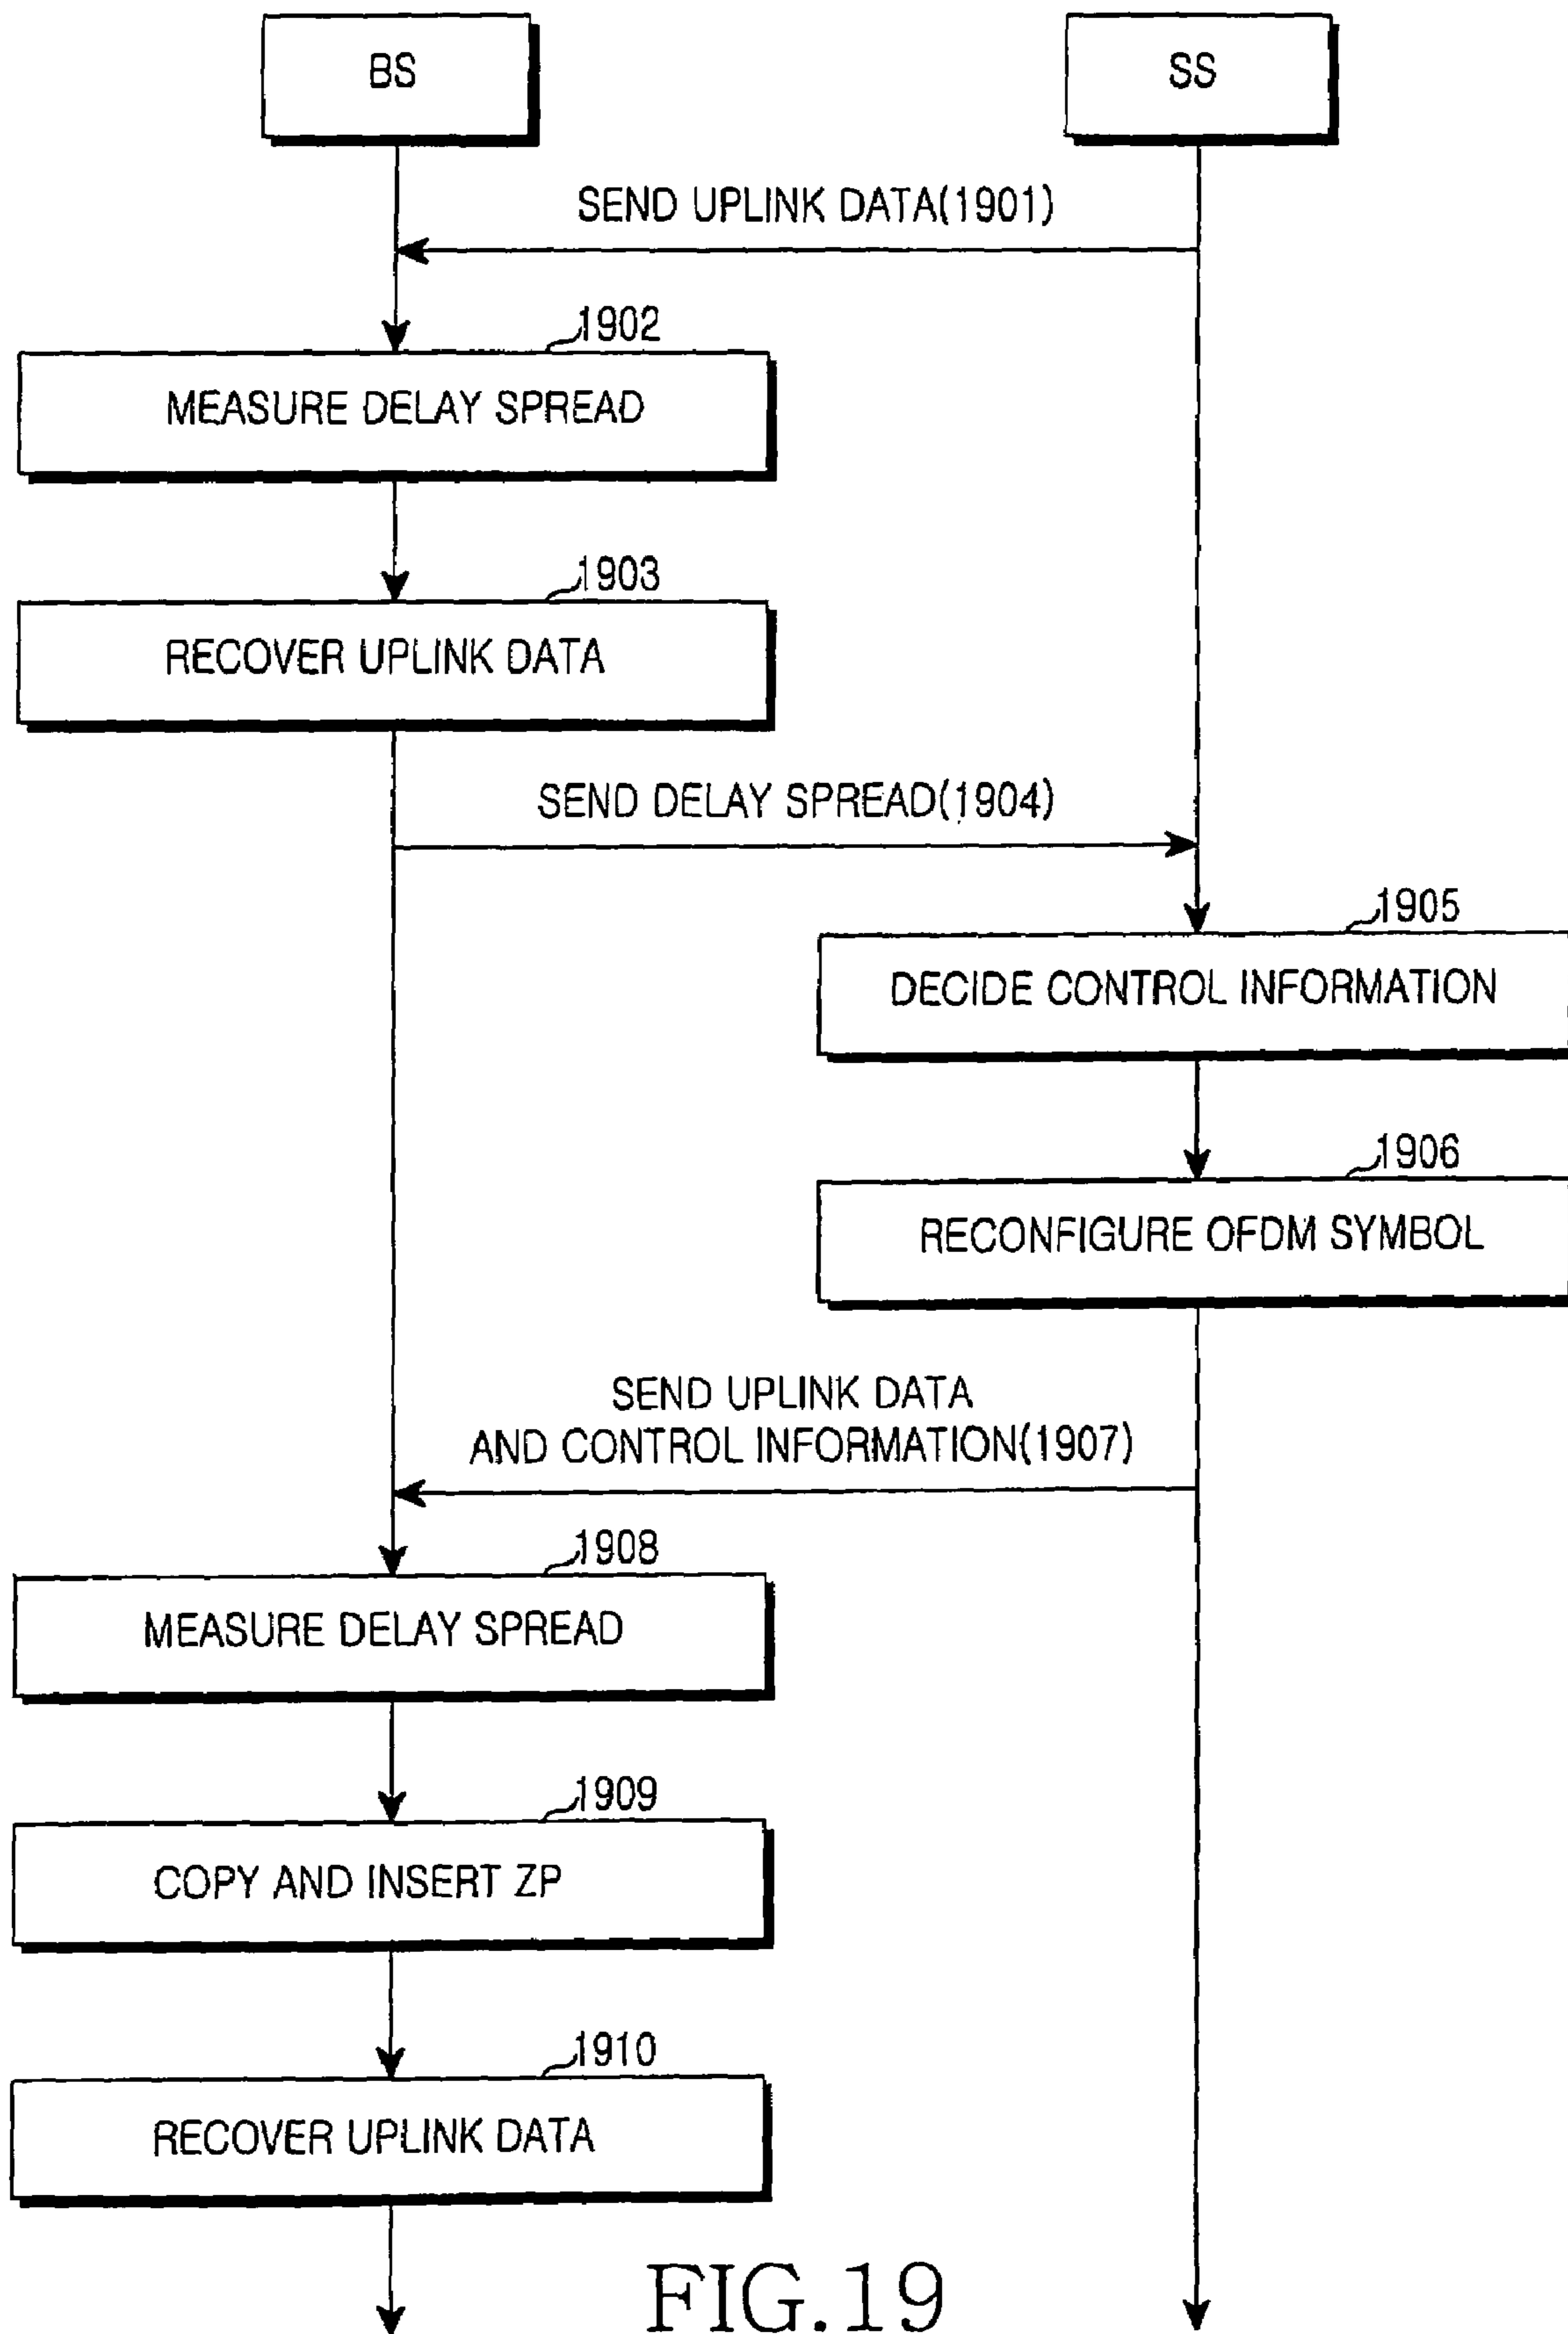 BS
SS
SEND UPLINK DATA(1901)
1902
MEASURE DELAY SPREAD
1903
RECOVER UPLINK DATA
SEND DELAY SPREAD(1904)
1905
DECIDE CONTROL INFORMATION
1906
RECONFIGURE OFDM SYMBOL
SEND UPLINK DATA
AND CONTROL INFORMATION(1907)
1908
MEASURE DELAY SPREAD
1909
COPY AND INSERT ZP
1910
RECOVER UPLINK DATA
FIG.19